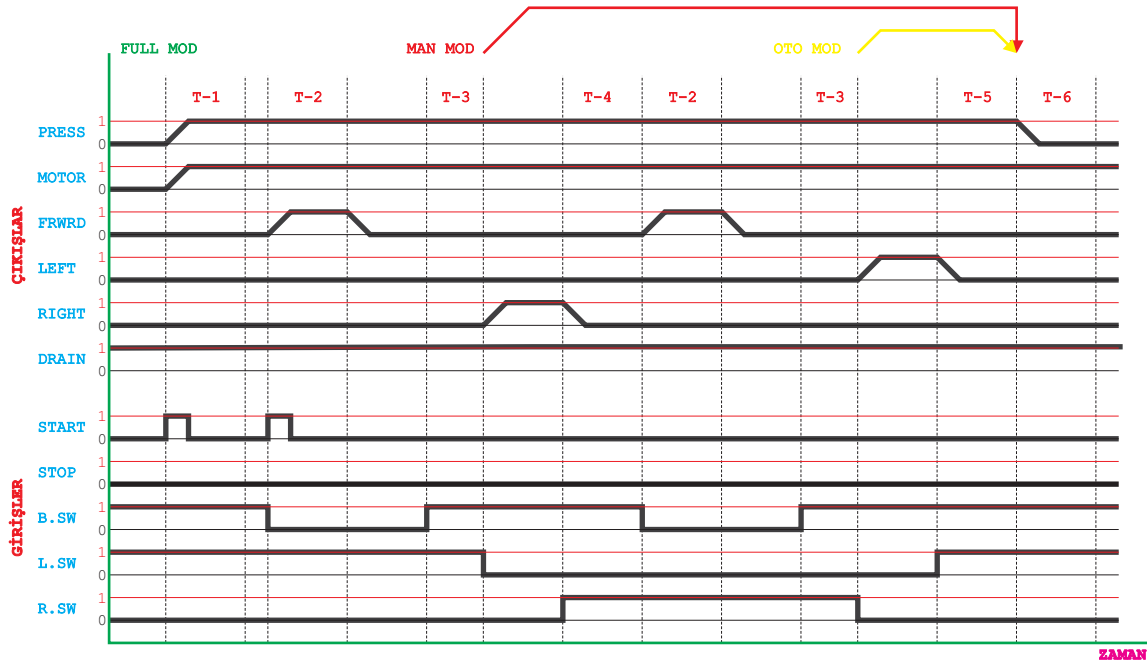 FULL MOD MAN MOD OTO MOD
T-1 T-2 T-3 T-4 T-2 T-3 T-5 T-6
ÇIKIŞLAR
PRESS 1 0
MOTOR 1 0
FRWRD 1 0
LEFT 1 0
RIGHT 1 0
DRAIN 1 0
GİRİŞLER
START 1 0
STOP 1 0
B.SW 1 0
L.SW 1 0
R.SW 1 0
ZAMAN